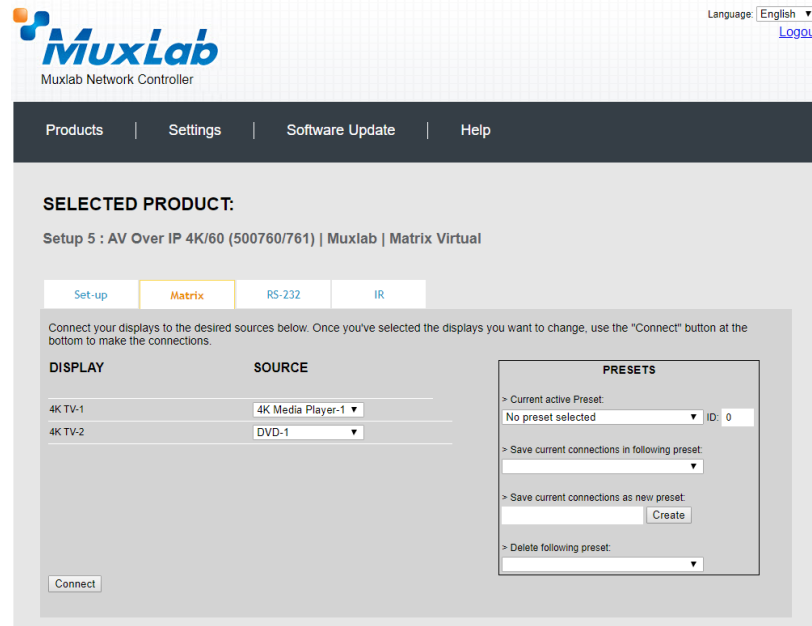 Language: English
Logou
MuxLab
Muxlab Network Controller
Products | Settings | Software Update | Help
SELECTED PRODUCT:
Setup 5 : AV Over IP 4K/60 (500760/761) | Muxlab | Matrix Virtual
Set-up Matrix RS-232 IR
Connect your displays to the desired sources below. Once you've selected the displays you want to change, use the "Connect" button at the
bottom to make the connections.
DISPLAY SOURCE
4K TV-1 4K Media Player-1
4K TV-2 DVD-1
PRESETS
> Current active Preset:
No preset selected ID: 0
> Save current connections in following preset:
> Save current connections as new preset:
Create
> Delete following preset:
Connect